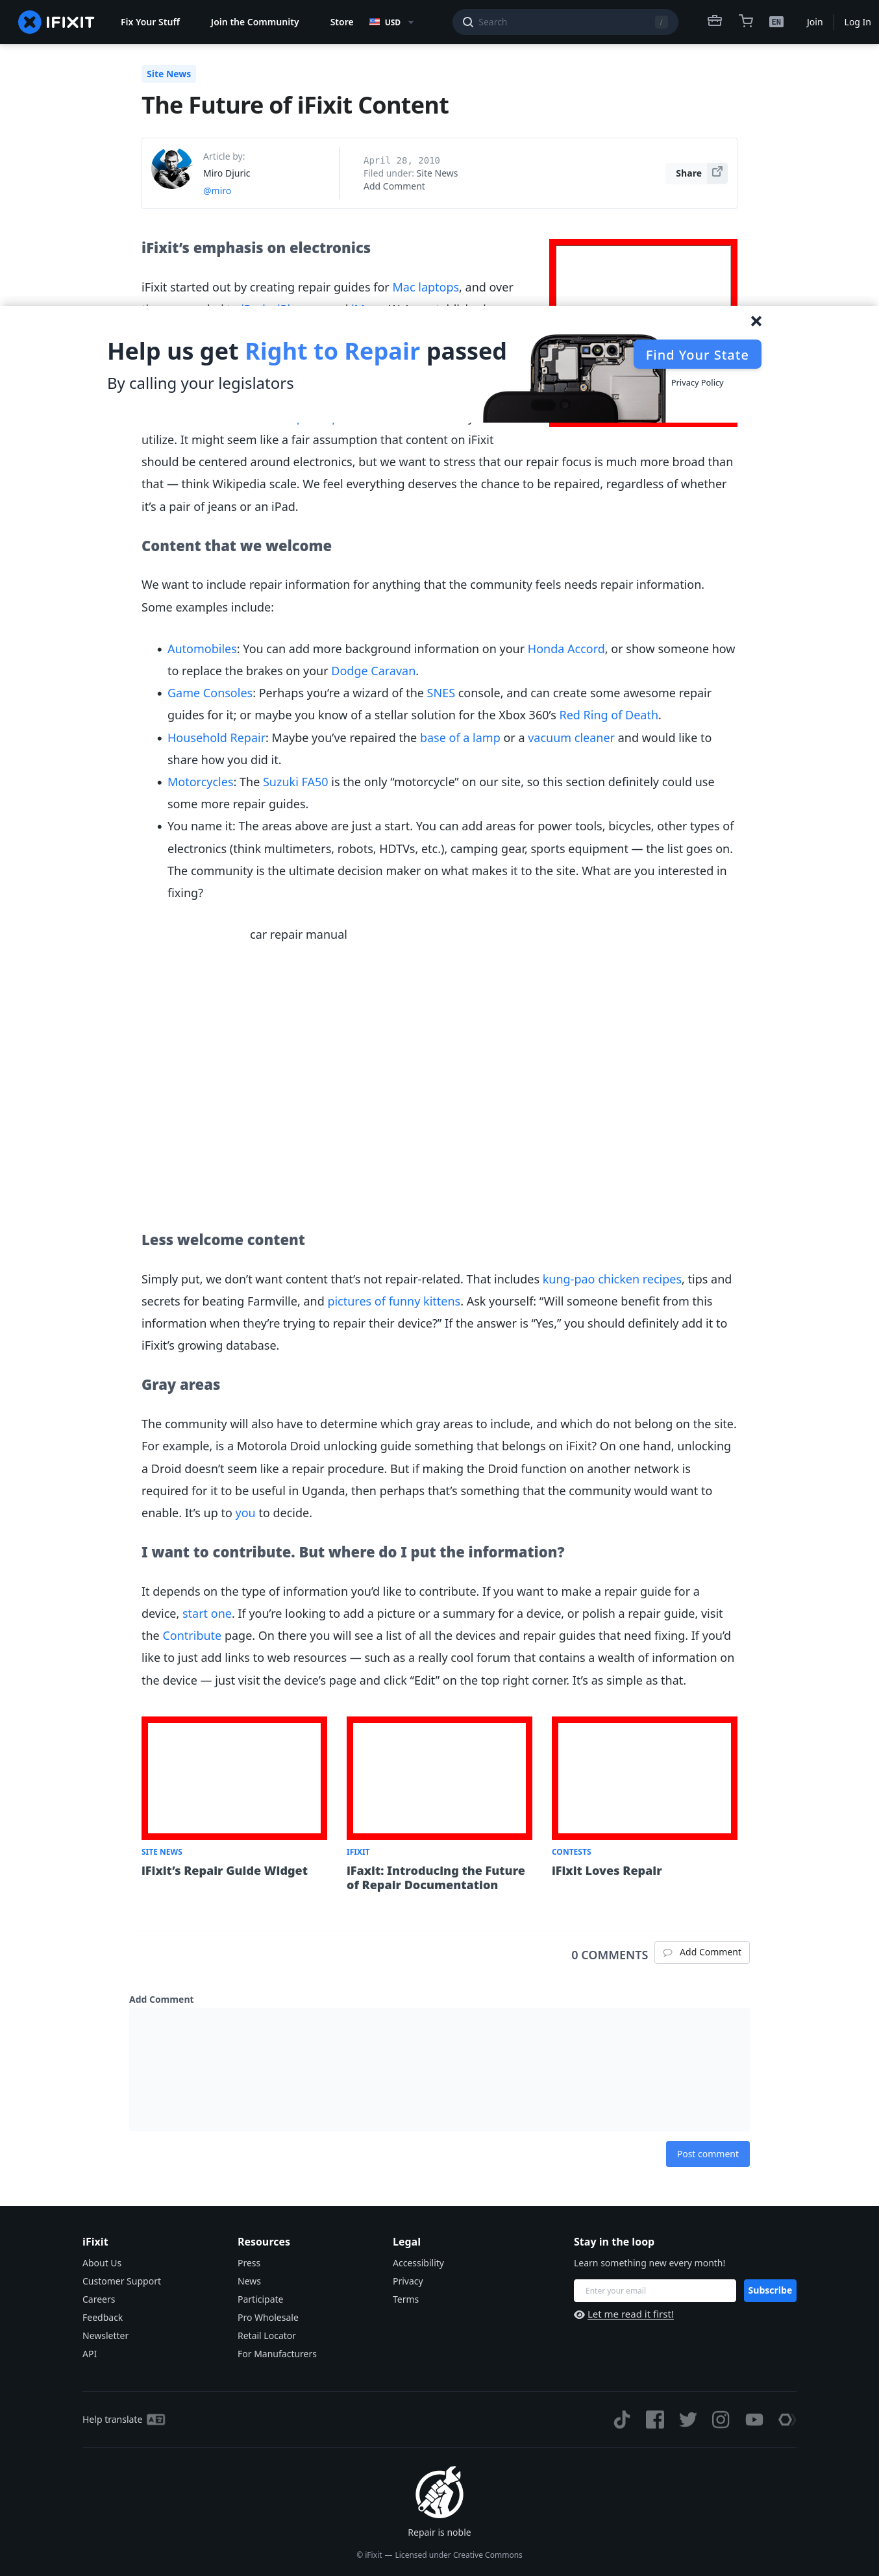 IFIXIT
Fix Your Stuff
Join the Community
Store
USD
Search
/
EN
Join
Log In
Site News
The Future of iFixit Content
Article by:
Miro Djuric
@miro
April 28, 2010
Filed under: Site News
Add Comment
Share
iFixit’s emphasis on electronics
iFixit started out by creating repair guides for Mac laptops, and over
Help us get Right to Repair passed
By calling your legislators
Find Your State
Privacy Policy
utilize. It might seem like a fair assumption that content on iFixit
should be centered around electronics, but we want to stress that our repair focus is much more broad than
that — think Wikipedia scale. We feel everything deserves the chance to be repaired, regardless of whether
it’s a pair of jeans or an iPad.
Content that we welcome
We want to include repair information for anything that the community feels needs repair information.
Some examples include:
Automobiles: You can add more background information on your Honda Accord, or show someone how
to replace the brakes on your Dodge Caravan.
Game Consoles: Perhaps you’re a wizard of the SNES console, and can create some awesome repair
guides for it; or maybe you know of a stellar solution for the Xbox 360’s Red Ring of Death.
Household Repair: Maybe you’ve repaired the base of a lamp or a vacuum cleaner and would like to
share how you did it.
Motorcycles: The Suzuki FA50 is the only “motorcycle” on our site, so this section definitely could use
some more repair guides.
You name it: The areas above are just a start. You can add areas for power tools, bicycles, other types of
electronics (think multimeters, robots, HDTVs, etc.), camping gear, sports equipment — the list goes on.
The community is the ultimate decision maker on what makes it to the site. What are you interested in
fixing?
car repair manual
Less welcome content
Simply put, we don’t want content that’s not repair-related. That includes kung-pao chicken recipes, tips and
secrets for beating Farmville, and pictures of funny kittens. Ask yourself: “Will someone benefit from this
information when they’re trying to repair their device?” If the answer is “Yes,” you should definitely add it to
iFixit’s growing database.
Gray areas
The community will also have to determine which gray areas to include, and which do not belong on the site.
For example, is a Motorola Droid unlocking guide something that belongs on iFixit? On one hand, unlocking
a Droid doesn’t seem like a repair procedure. But if making the Droid function on another network is
required for it to be useful in Uganda, then perhaps that’s something that the community would want to
enable. It’s up to you to decide.
I want to contribute. But where do I put the information?
It depends on the type of information you’d like to contribute. If you want to make a repair guide for a
device, start one. If you’re looking to add a picture or a summary for a device, or polish a repair guide, visit
the Contribute page. On there you will see a list of all the devices and repair guides that need fixing. If you’d
like to just add links to web resources — such as a really cool forum that contains a wealth of information on
the device — just visit the device’s page and click “Edit” on the top right corner. It’s as simple as that.
SITE NEWS
iFixit’s Repair Guide Widget
IFIXIT
iFaxit: Introducing the Future
of Repair Documentation
CONTESTS
iFixit Loves Repair
0 COMMENTS
Add Comment
Add Comment
Post comment
iFixit
About Us
Customer Support
Careers
Feedback
Newsletter
API
Resources
Press
News
Participate
Pro Wholesale
Retail Locator
For Manufacturers
Legal
Accessibility
Privacy
Terms
Stay in the loop
Learn something new every month!
Enter your email
Subscribe
Let me read it first!
Help translate
Repair is noble
© iFixit — Licensed under Creative Commons